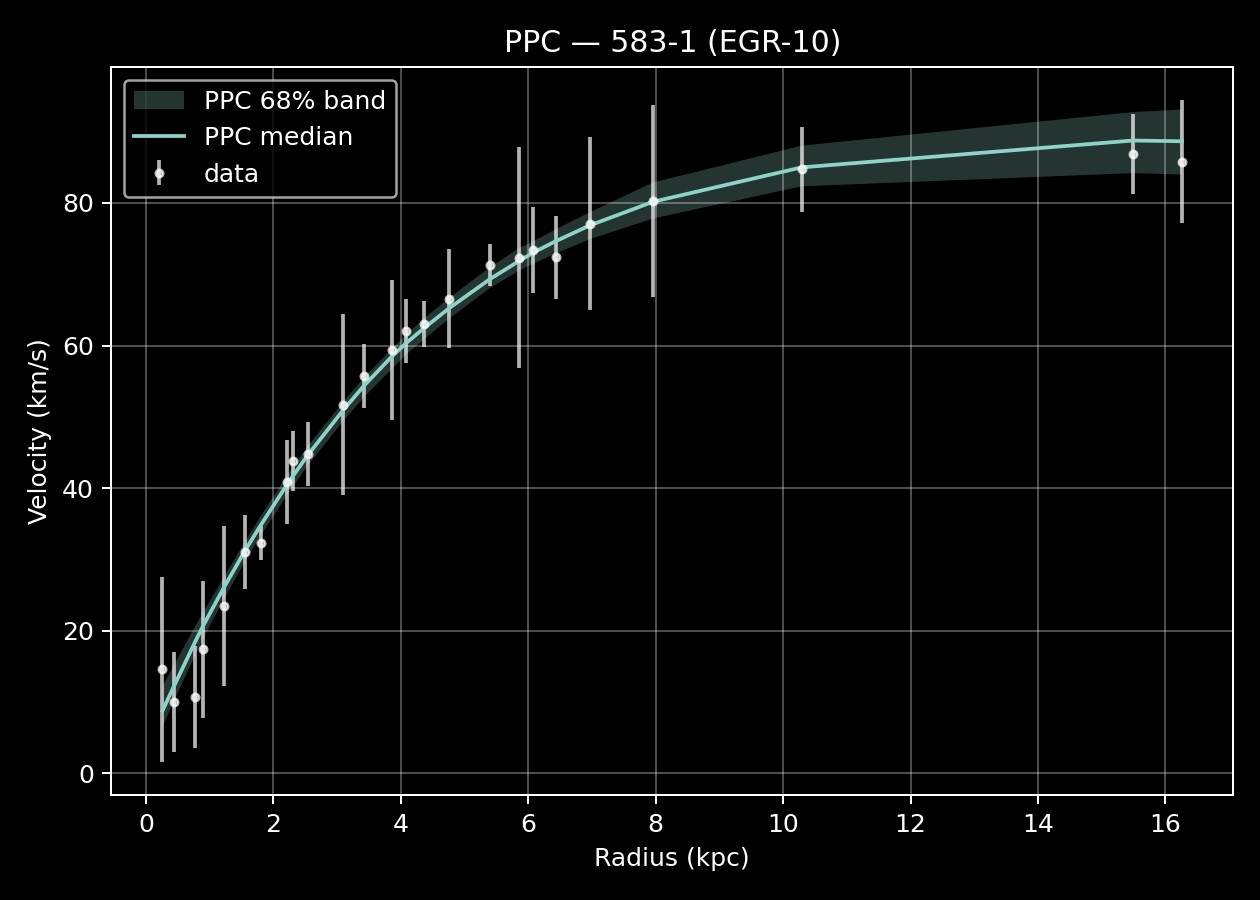 PPC — 583-1 (EGR-10)
PPC 68% band
PPC median
data
Velocity (km/s)
80
60
40
20
0
0 2 4 6 8 10 12 14 16
Radius (kpc)